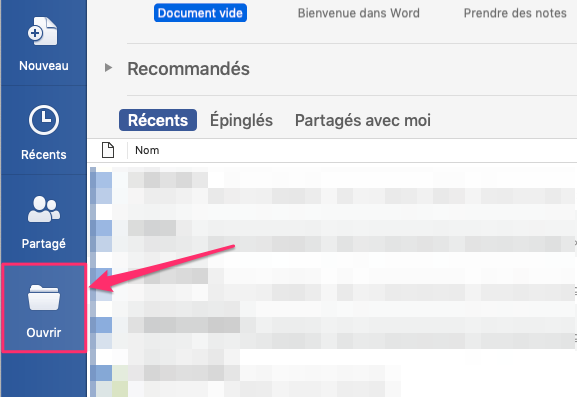 Document vide
Bienvenue dans Word
Prendre des notes
Nouveau
Recommandés
Récents
Épinglés
Partagés avec moi
Nom
Récents
Partagé
Ouvrir